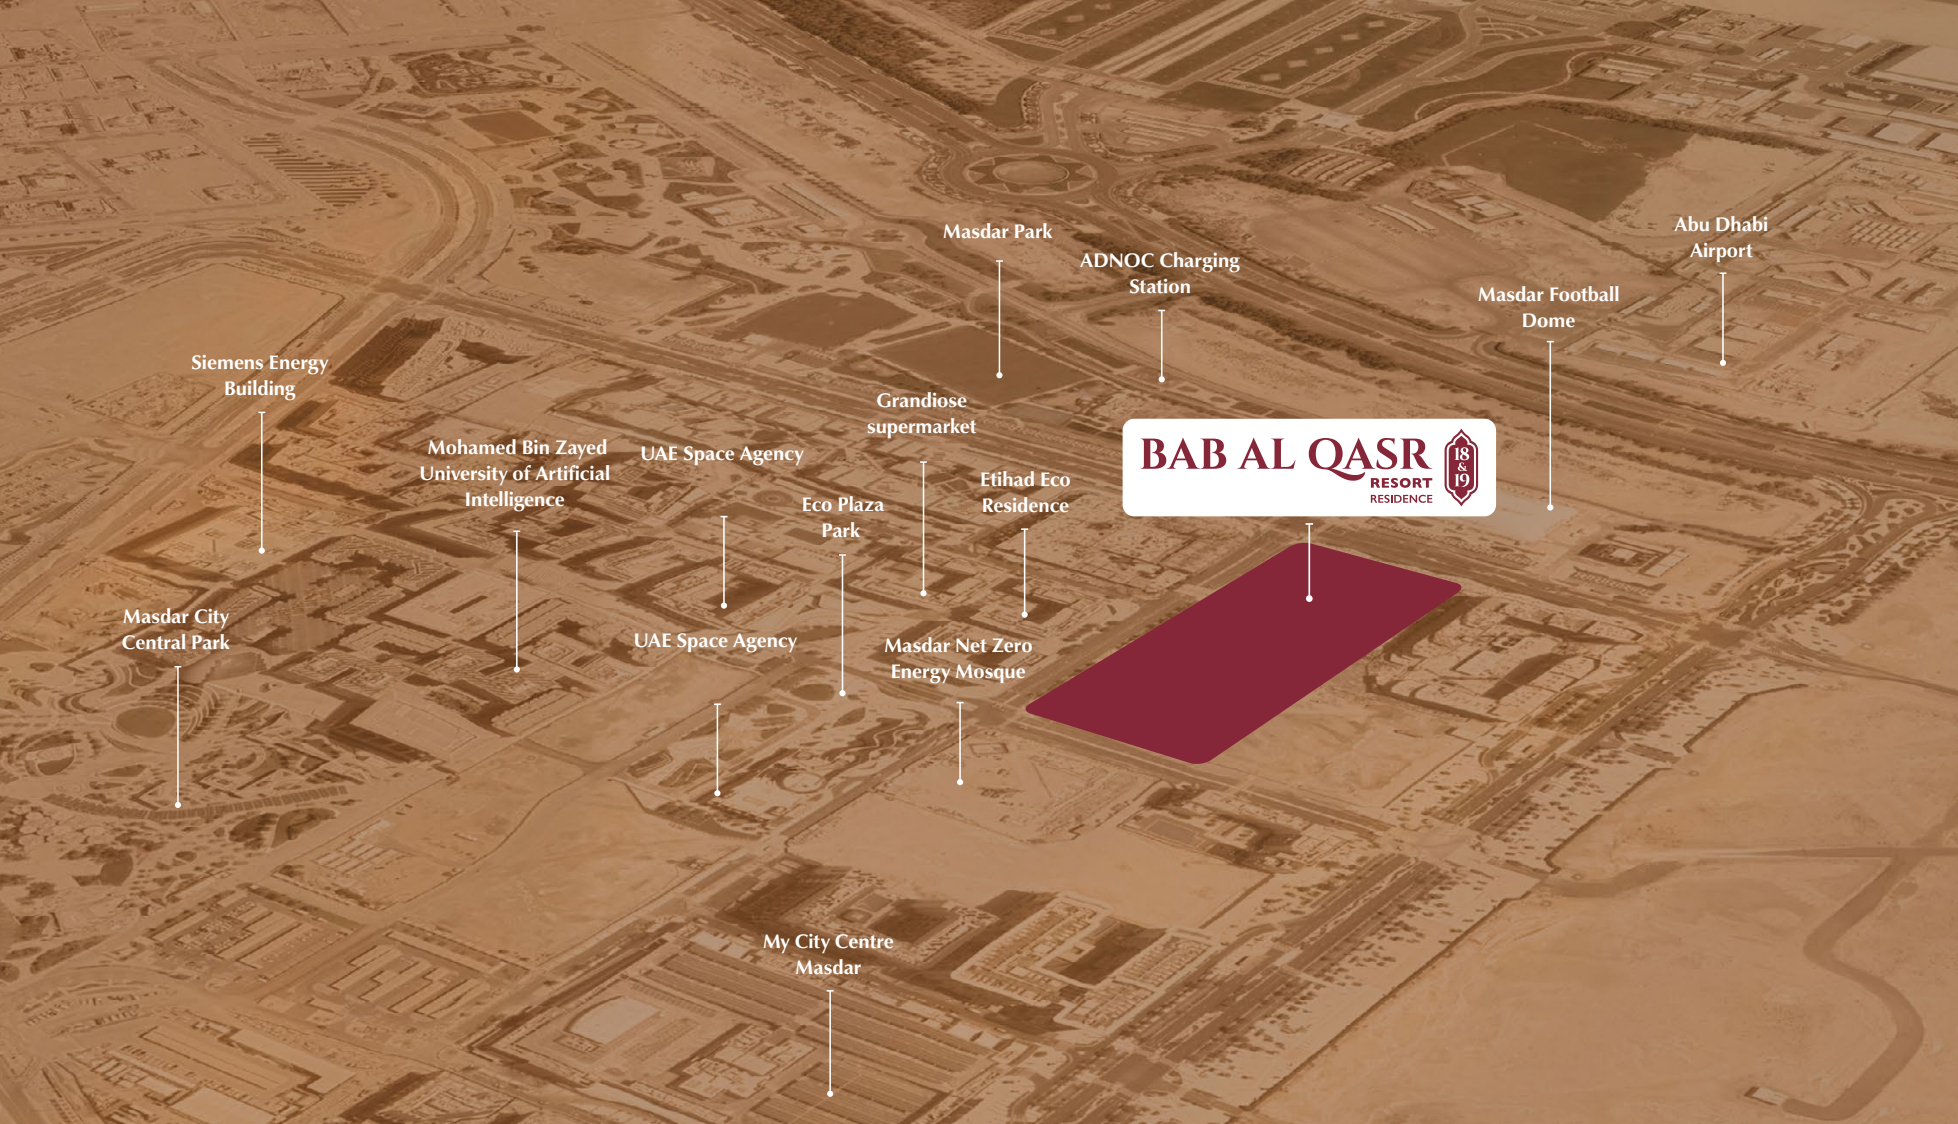 Masdar Park
Abu Dhabi
Airport
ADNOC Charging
Station
Masdar Football
Dome
Siemens Energy
Building
Grandiose
supermarket
Mohamed Bin Zayed
University of Artificial
Intelligence
UAE Space Agency
BAB AL QASR
RESORT
RESIDENCE
18
&
19
Etihad Eco
Residence
Eco Plaza
Park
Masdar City
Central Park
UAE Space Agency
Masdar Net Zero
Energy Mosque
My City Centre
Masdar